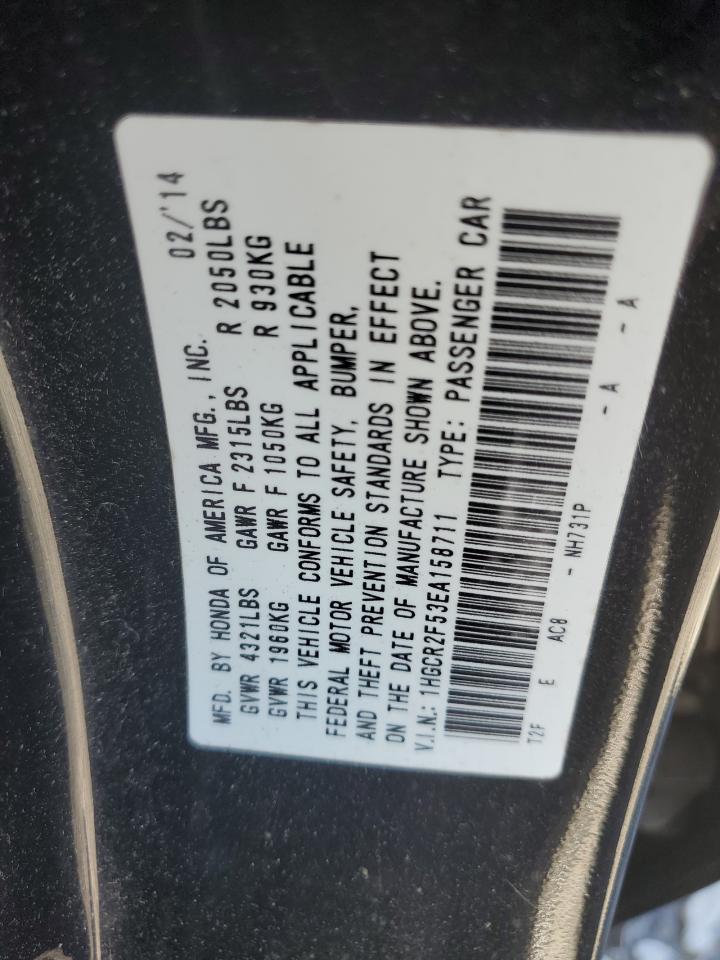 MFD. BY HONDA OF AMERICA MFG., INC. 02/'14
GVWR 4321LBS GAWR F 2315LBS R 2050LBS
GVWR 1960KG GAWR F 1050KG R 930KG
THIS VEHICLE CONFORMS TO ALL APPLICABLE
FEDERAL MOTOR VEHICLE SAFETY, BUMPER,
AND THEFT PREVENTION STANDARDS IN EFFECT
ON THE DATE OF MANUFACTURE SHOWN ABOVE.
V.I.N.: 1HGCR2F53EA158711 TYPE: PASSENGER CAR
T2F E AC8 - NH731P - A - A